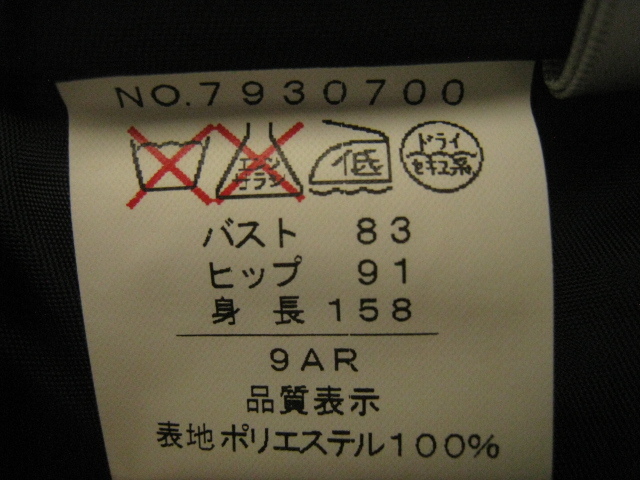 NO.7930700
エンソ
サラシ
低
ドライ
セキユ系
バスト 83
ヒップ 91
身長 158
9AR
品質表示
表地 ポリエステル100%